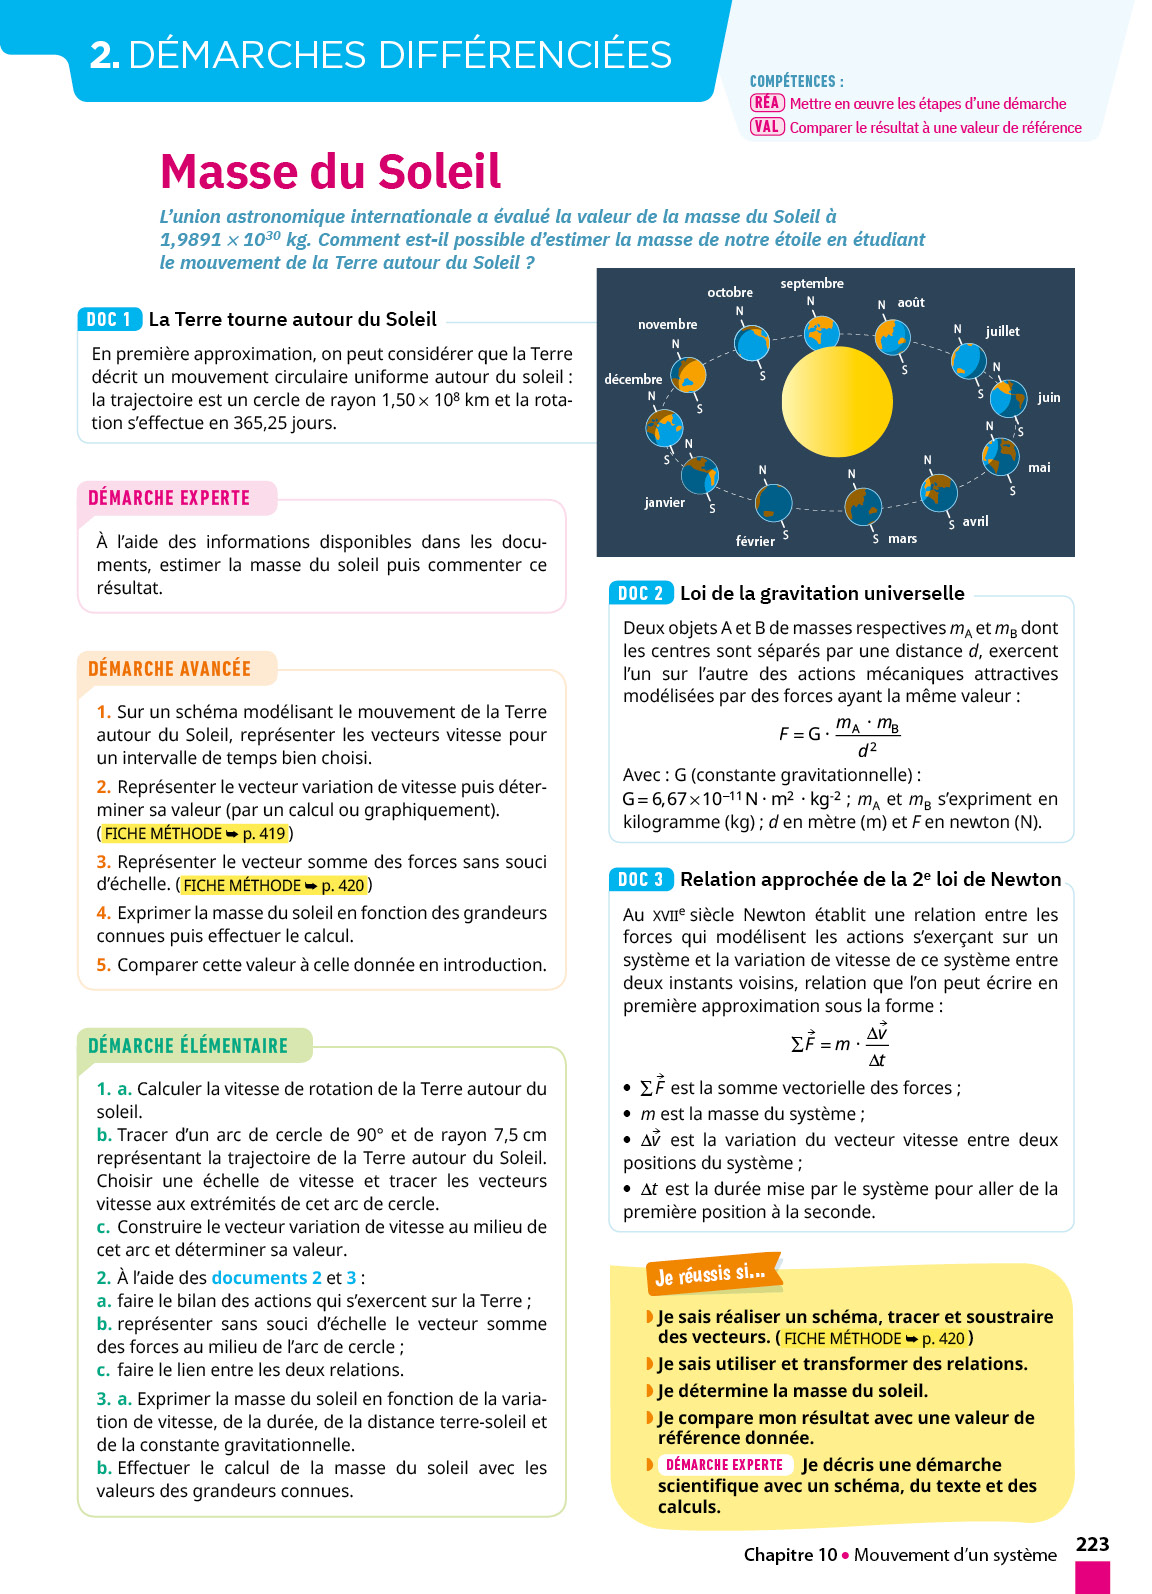 2. DÉMARCHES DIFFÉRENCIÉES
COMPÉTENCES :
RÉA Mettre en œuvre les étapes d'une démarche
VAL Comparer le résultat à une valeur de référence
Masse du Soleil
L'union astronomique internationale a évalué la valeur de la masse du Soleil à
1,9891 × 10³⁰ kg. Comment est-il possible d'estimer la masse de notre étoile en étudiant
le mouvement de la Terre autour du Soleil ?
DOC 1 La Terre tourne autour du Soleil
En première approximation, on peut considérer que la Terre
décrit un mouvement circulaire uniforme autour du soleil :
la trajectoire est un cercle de rayon 1,50 × 10⁸ km et la rota-
tion s'effectue en 365,25 jours.
septembre
N
octobre
N
S
août
N
S
novembre
N
S
juillet
N
S
décembre
N
S
juin
N
S
janvier
N
S
mai
N
S
février
N
S
mars
N
S
avril
N
S
DÉMARCHE EXPERTE
À l'aide des informations disponibles dans les docu-
ments, estimer la masse du soleil puis commenter ce
résultat.
DÉMARCHE AVANCÉE
1. Sur un schéma modélisant le mouvement de la Terre
autour du Soleil, représenter les vecteurs vitesse pour
un intervalle de temps bien choisi.
2. Représenter le vecteur variation de vitesse puis déter-
miner sa valeur (par un calcul ou graphiquement).
(FICHE MÉTHODE ➥ p. 419)
3. Représenter le vecteur somme des forces sans souci
d'échelle. (FICHE MÉTHODE ➥ p. 420)
4. Exprimer la masse du soleil en fonction des grandeurs
connues puis effectuer le calcul.
5. Comparer cette valeur à celle donnée en introduction.
DÉMARCHE ÉLÉMENTAIRE
1. a. Calculer la vitesse de rotation de la Terre autour du
soleil.
b. Tracer d'un arc de cercle de 90° et de rayon 7,5 cm
représentant la trajectoire de la Terre autour du Soleil.
Choisir une échelle de vitesse et tracer les vecteurs
vitesse aux extrémités de cet arc de cercle.
c. Construire le vecteur variation de vitesse au milieu de
cet arc et déterminer sa valeur.
2. À l'aide des documents 2 et 3 :
a. faire le bilan des actions qui s'exercent sur la Terre ;
b. représenter sans souci d'échelle le vecteur somme
des forces au milieu de l'arc de cercle ;
c. faire le lien entre les deux relations.
3. a. Exprimer la masse du soleil en fonction de la varia-
tion de vitesse, de la durée, de la distance terre-soleil et
de la constante gravitationnelle.
b. Effectuer le calcul de la masse du soleil avec les
valeurs des grandeurs connues.
DOC 2 Loi de la gravitation universelle
Deux objets A et B de masses respectives m_A et m_B dont
les centres sont séparés par une distance d, exercent
l'un sur l'autre des actions mécaniques attractives
modélisées par des forces ayant la même valeur :
F = G · (m_A · m_B) / d²
Avec : G (constante gravitationnelle) :
G = 6,67 × 10⁻¹¹ N · m² · kg⁻² ; m_A et m_B s'expriment en
kilogramme (kg) ; d en mètre (m) et F en newton (N).
DOC 3 Relation approchée de la 2ᵉ loi de Newton
Au XVIIᵉ siècle Newton établit une relation entre les
forces qui modélisent les actions s'exerçant sur un
système et la variation de vitesse de ce système entre
deux instants voisins, relation que l'on peut écrire en
première approximation sous la forme :
ΣF⃗ = m · Δv⃗ / Δt
• ΣF⃗ est la somme vectorielle des forces ;
• m est la masse du système ;
• Δv⃗ est la variation du vecteur vitesse entre deux
positions du système ;
• Δt est la durée mise par le système pour aller de la
première position à la seconde.
Je réussis si...
Je sais réaliser un schéma, tracer et soustraire
des vecteurs. (FICHE MÉTHODE ➥ p. 420)
Je sais utiliser et transformer des relations.
Je détermine la masse du soleil.
Je compare mon résultat avec une valeur de
référence donnée.
DÉMARCHE EXPERTE Je décris une démarche
scientifique avec un schéma, du texte et des
calculs.
Chapitre 10 • Mouvement d'un système
223